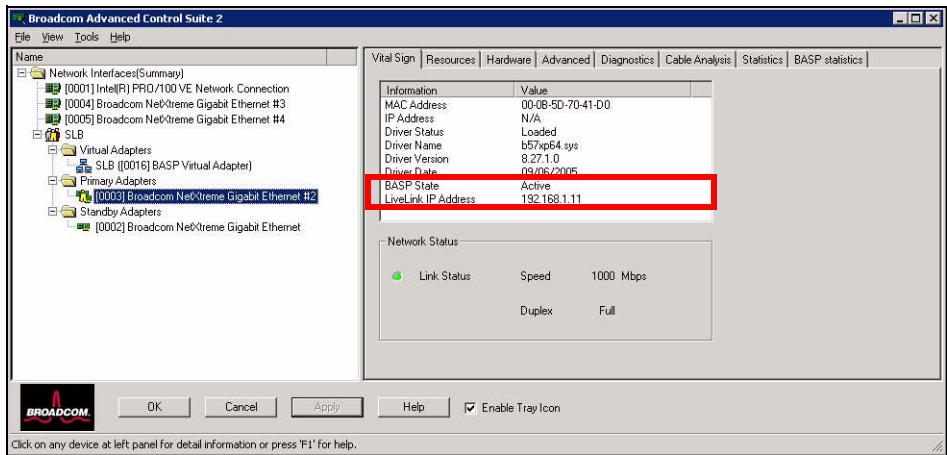 Broadcom Advanced Control Suite 2
File View Tools Help
Name
Network Interfaces(Summary)
[0001] Intel(R) PRO/100 VE Network Connection
[0004] Broadcom NetXtreme Gigabit Ethernet #3
[0005] Broadcom NetXtreme Gigabit Ethernet #4
SLB
Virtual Adapters
SLB ([0016] BASP Virtual Adapter)
Primary Adapters
[0003] Broadcom NetXtreme Gigabit Ethernet #2
Standby Adapters
[0002] Broadcom NetXtreme Gigabit Ethernet
Vital Sign Resources Hardware Advanced Diagnostics Cable Analysis Statistics BASP statistics
Information Value
MAC Address 00-0B-5D-70-41-D0
IP Address N/A
Driver Status Loaded
Driver Name b57xp64.sys
Driver Version 8.27.1.0
Driver Date 09/06/2005
BASP State Active
LiveLink IP Address 192.168.1.11
Network Status
Link Status Speed 1000 Mbps
Duplex Full
BROADCOM.
OK Cancel Apply Help Enable Tray Icon
Click on any device at left panel for detail information or press 'F1' for help.